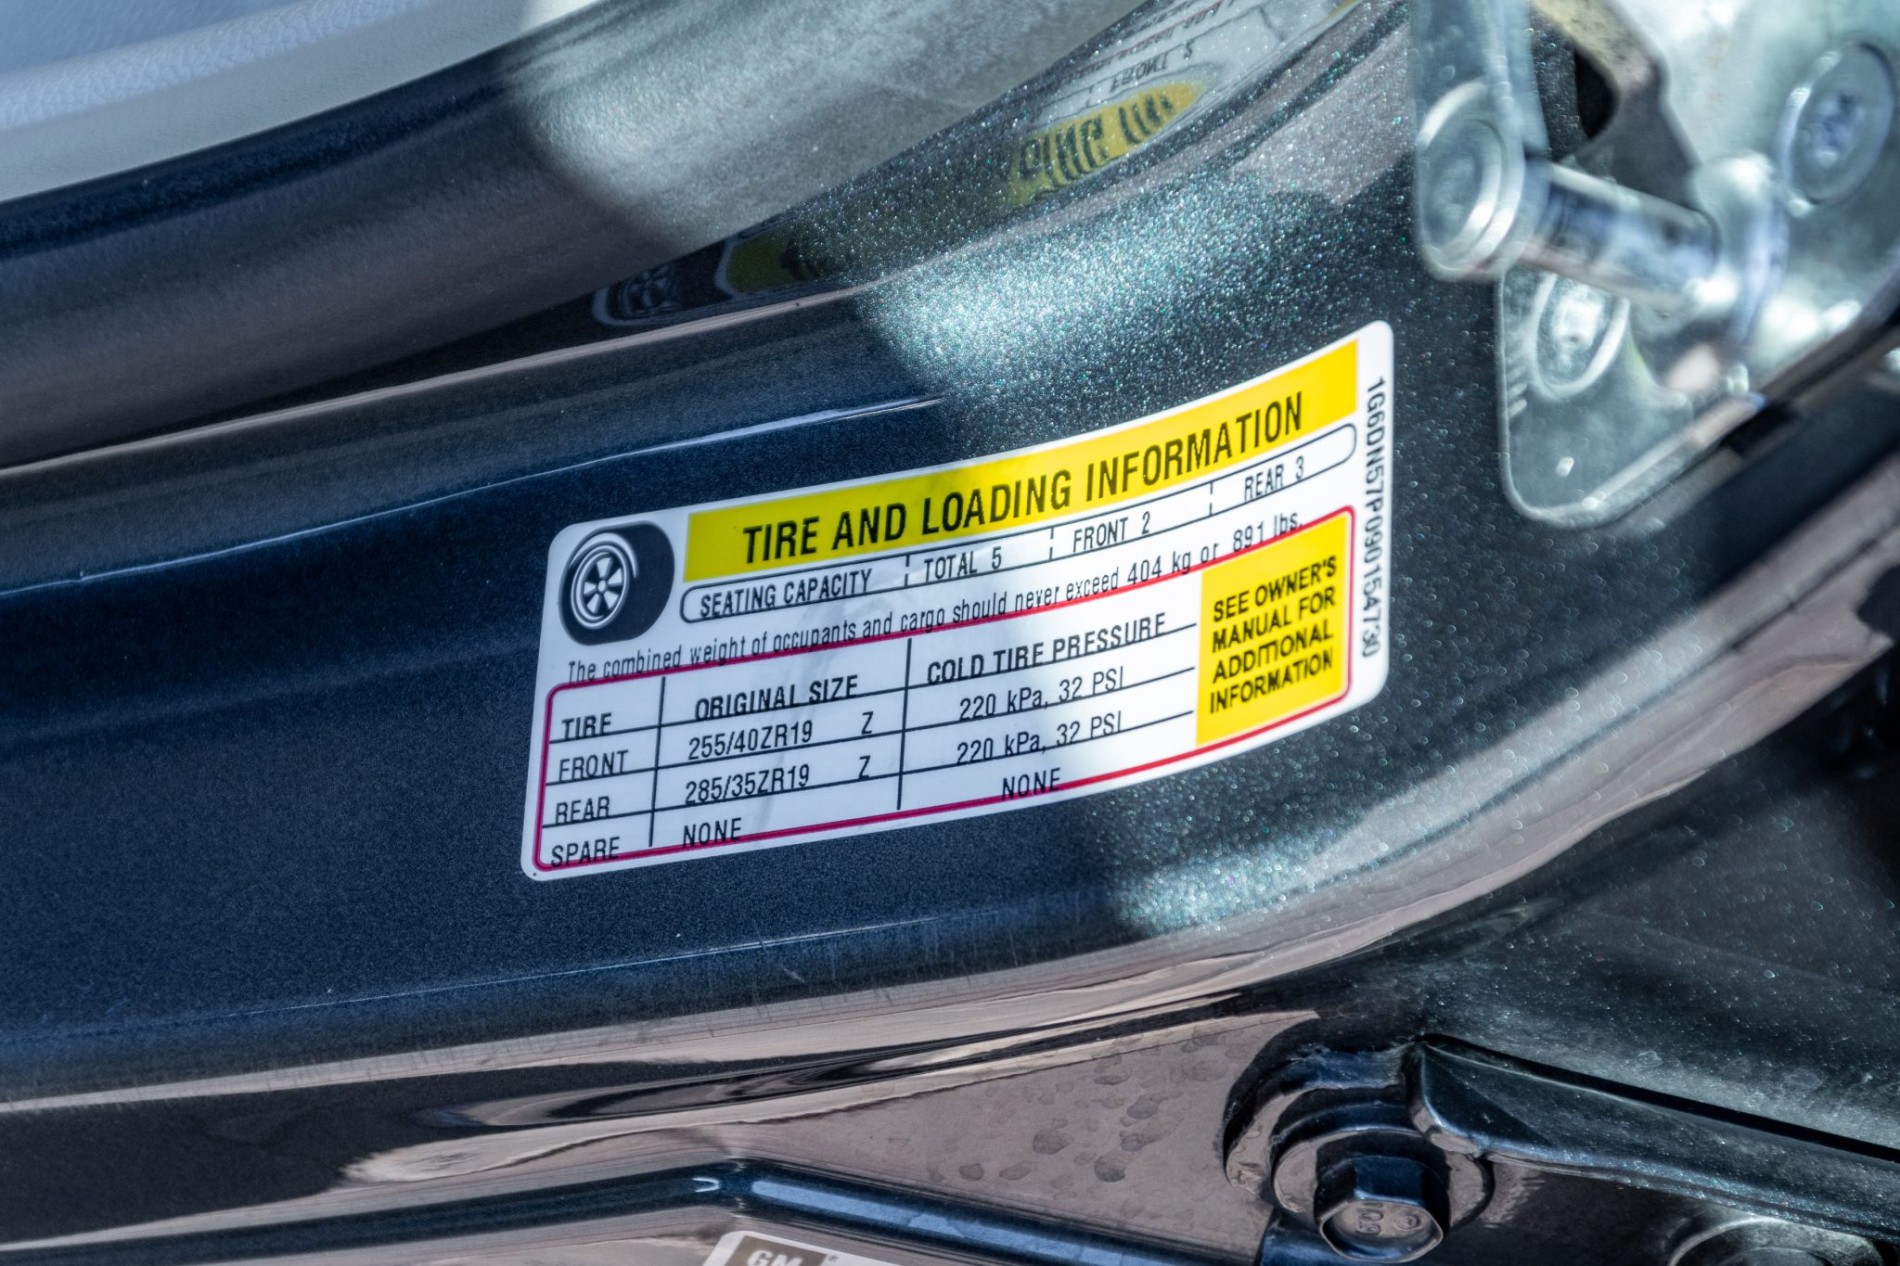 TIRE AND LOADING INFORMATION
SEATING CAPACITY TOTAL 5 FRONT 2 REAR 3
The combined weight of occupants and cargo should never exceed 404 kg or 891 lbs.
TIRE ORIGINAL SIZE COLD TIRE PRESSURE
FRONT 255/40ZR19 Z 220 kPa, 32 PSI
REAR 285/35ZR19 Z 220 kPa, 32 PSI
SPARE NONE NONE
SEE OWNER'S
MANUAL FOR
ADDITIONAL
INFORMATION
1G6DN57P090154730
GM